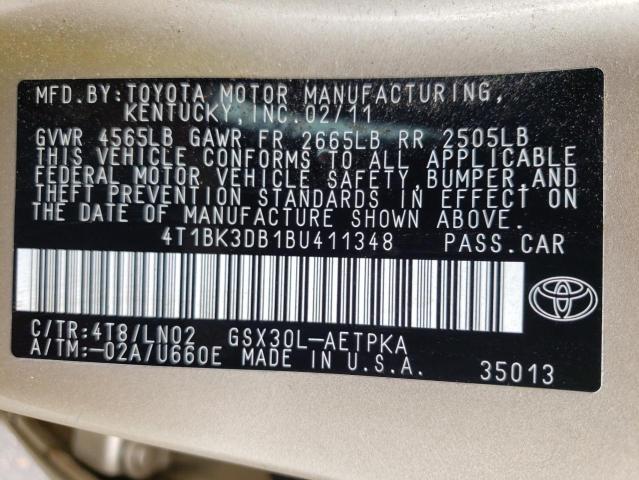 MFD.BY:TOYOTA MOTOR MANUFACTURING,
KENTUCKY,INC.02/11
GVWR 4565LB GAWR FR 2665LB RR 2505LB
THIS VEHICLE CONFORMS TO ALL APPLICABLE
FEDERAL MOTOR VEHICLE SAFETY,BUMPER,AND
THEFT PREVENTION STANDARDS IN EFFECT ON
THE DATE OF MANUFACTURE SHOWN ABOVE.
4T1BK3DB1BU411348 PASS.CAR
C/TR:4T8/LN02 GSX30L-AETPKA
A/TM:-02A/U660E MADE IN U.S.A. 35013